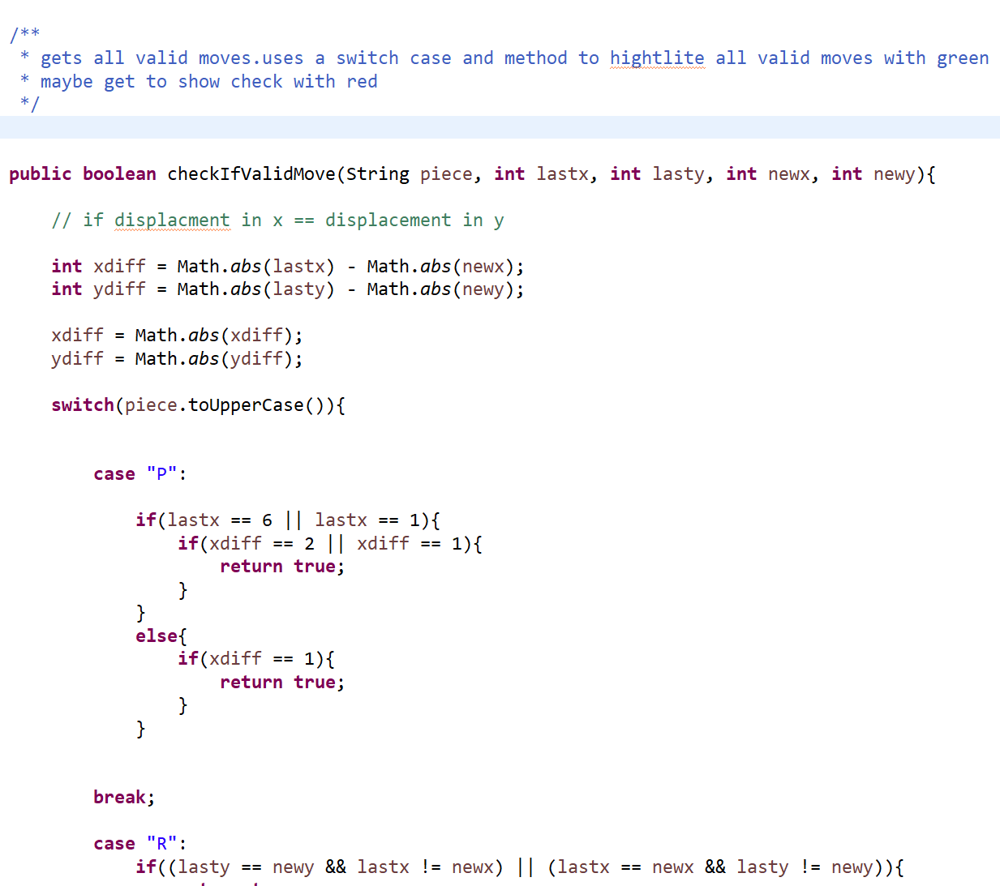 /**
 * gets all valid moves.uses a switch case and method to hightlite all valid moves with green
 * maybe get to show check with red
 */
public boolean checkIfValidMove(String piece, int lastx, int lasty, int newx, int newy){
    // if displacment in x == displacement in y
    int xdiff = Math.abs(lastx) - Math.abs(newx);
    int ydiff = Math.abs(lasty) - Math.abs(newy);
    xdiff = Math.abs(xdiff);
    ydiff = Math.abs(ydiff);
    switch(piece.toUpperCase()){
        case "P":
            if(lastx == 6 || lastx == 1){
                if(xdiff == 2 || xdiff == 1){
                    return true;
                }
            }
            else{
                if(xdiff == 1){
                    return true;
                }
            }
        break;
        case "R":
            if((lasty == newy && lastx != newx) || (lastx == newx && lasty != newy)){